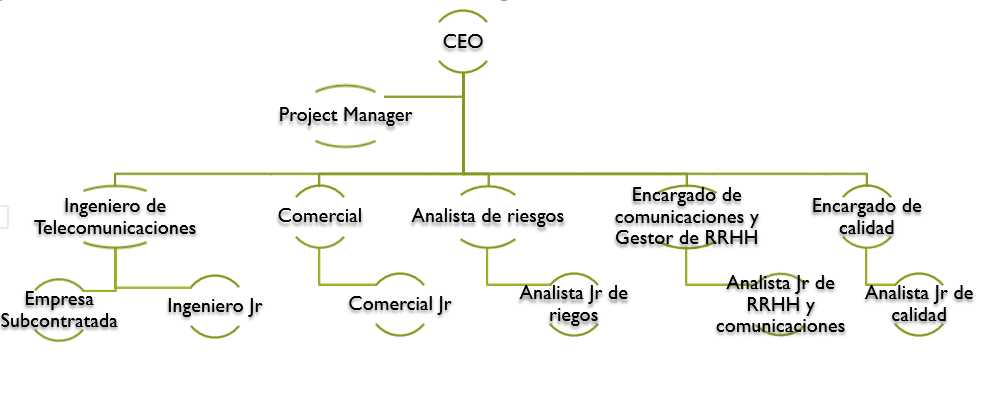 CEO
Project Manager
Ingeniero de
Telecomunicaciones
Comercial
Analista de riesgos
Encargado de
comunicaciones y
Gestor de RRHH
Encargado de
calidad
Empresa
Subcontratada
Ingeniero Jr
Comercial Jr
Analista Jr de
riegos
Analista Jr de
RRHH y
comunicaciones
Analista Jr de
calidad